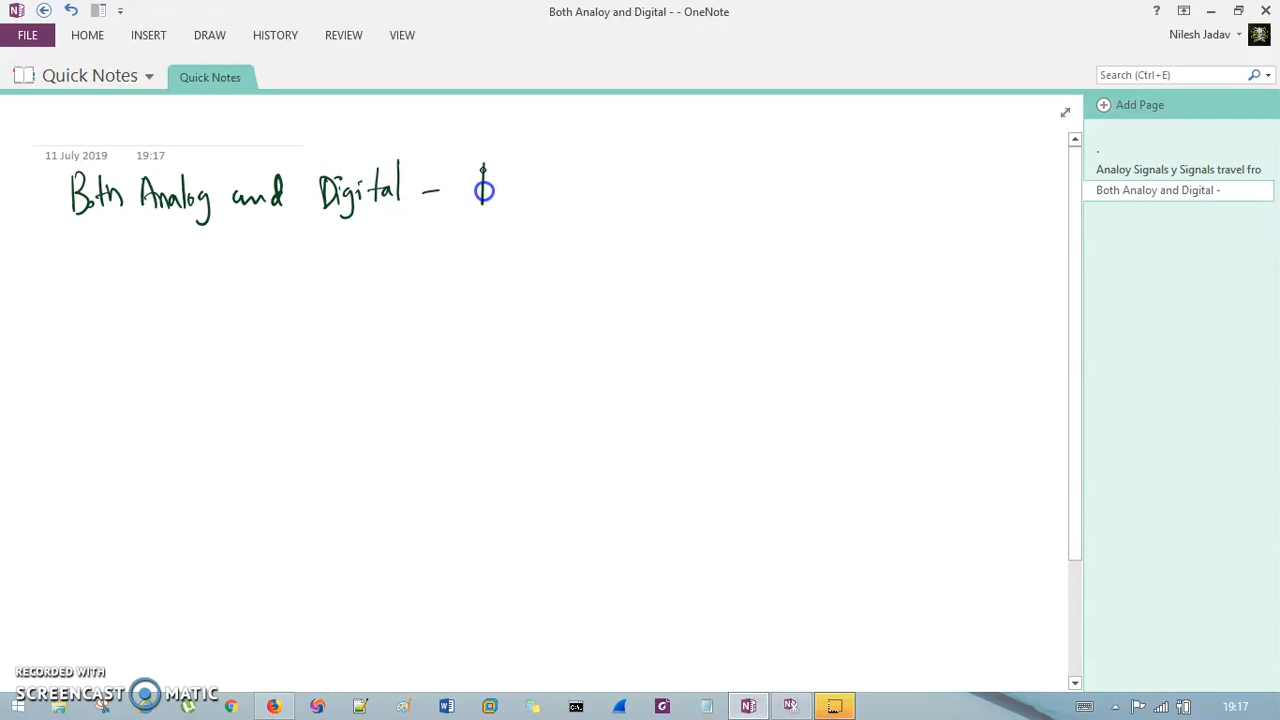 Both Analoy and Digital - - OneNote
?
FILE HOME INSERT DRAW HISTORY REVIEW VIEW
Nilesh Jadav
Quick Notes
Quick Notes
Search (Ctrl+E)
Add Page
11 July 2019 19:17
.
Analoy Signals y Signals travel fro
Both Analoy and Digital -
Both Analog and Digital -
RECORDED WITH
SCREENCAST MATIC
19:17